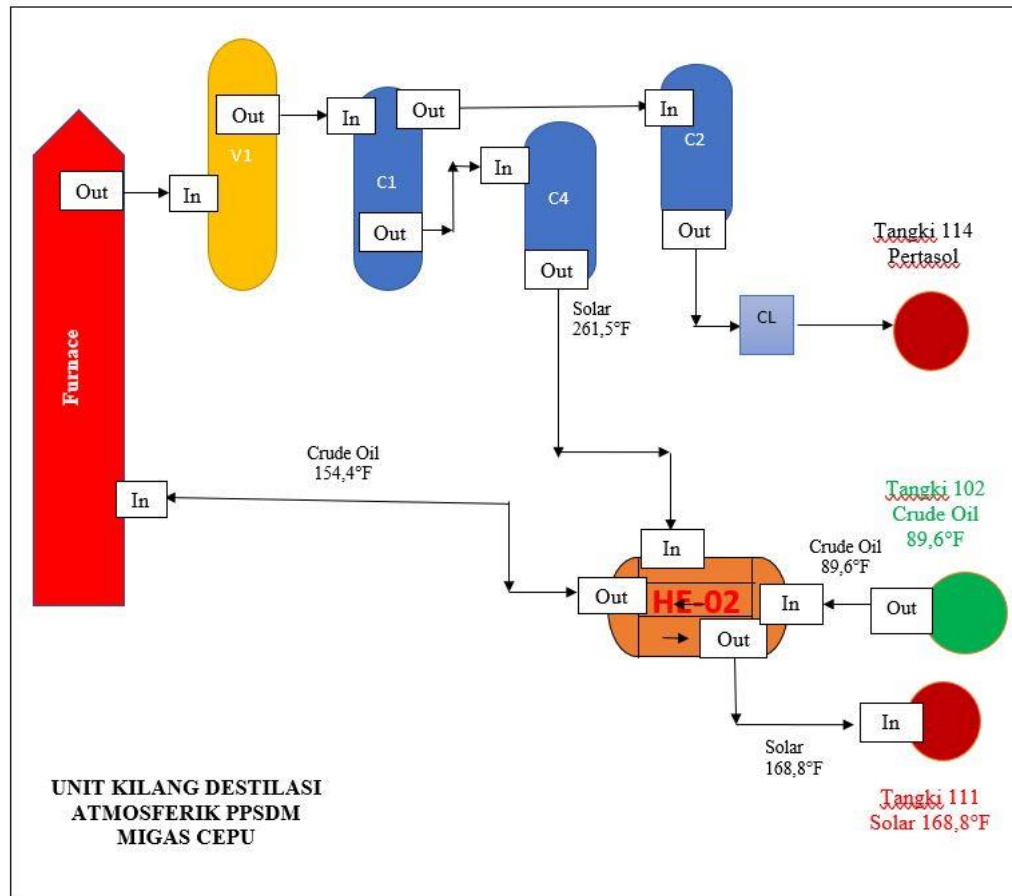 Out
In
V1
In
Out
In
C2
C1
In
C4
Out
In
Out
Out
Out
Furnace
Tangki 114
Pertasol
Solar
261,5°F
CL
Crude Oil
154,4°F
In
Tangki 102
Crude Oil
89,6°F
In
Crude Oil
89,6°F
Out
HE-02
In
Out
Out
In
Solar
168,8°F
Tangki 111
Solar 168,8°F
UNIT KILANG DESTILASI
ATMOSFERIK PPSDM
MIGAS CEPU